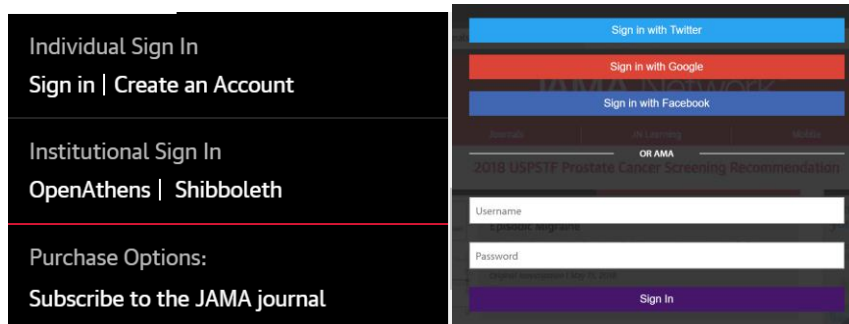 Individual Sign In
Sign in | Create an Account
Institutional Sign In
OpenAthens | Shibboleth
Purchase Options:
Subscribe to the JAMA journal
Sign in with Twitter
Sign in with Google
JAMA Network
Sign in with Facebook
OR AMA
2018 USPSTF Prostate Cancer Screening Recommendation
Username
Episodic Migraine
Password
Sign In